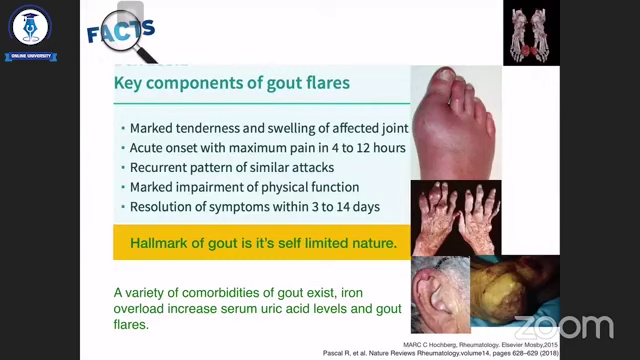 ONLINE UNIVERSITY
FACTS
Key components of gout flares
• Marked tenderness and swelling of affected joint
• Acute onset with maximum pain in 4 to 12 hours
• Recurrent pattern of similar attacks
• Marked impairment of physical function
• Resolution of symptoms within 3 to 14 days
Hallmark of gout is it's self limited nature.
A variety of comorbidities of gout exist, iron
overload increase serum uric acid levels and gout
flares.
zoom
MARC C Hochberg, Rheumatology. Elsevier Mosby,2015
Pascal R, et al. Nature Reviews Rheumatology.volume14, pages 628–629 (2018)